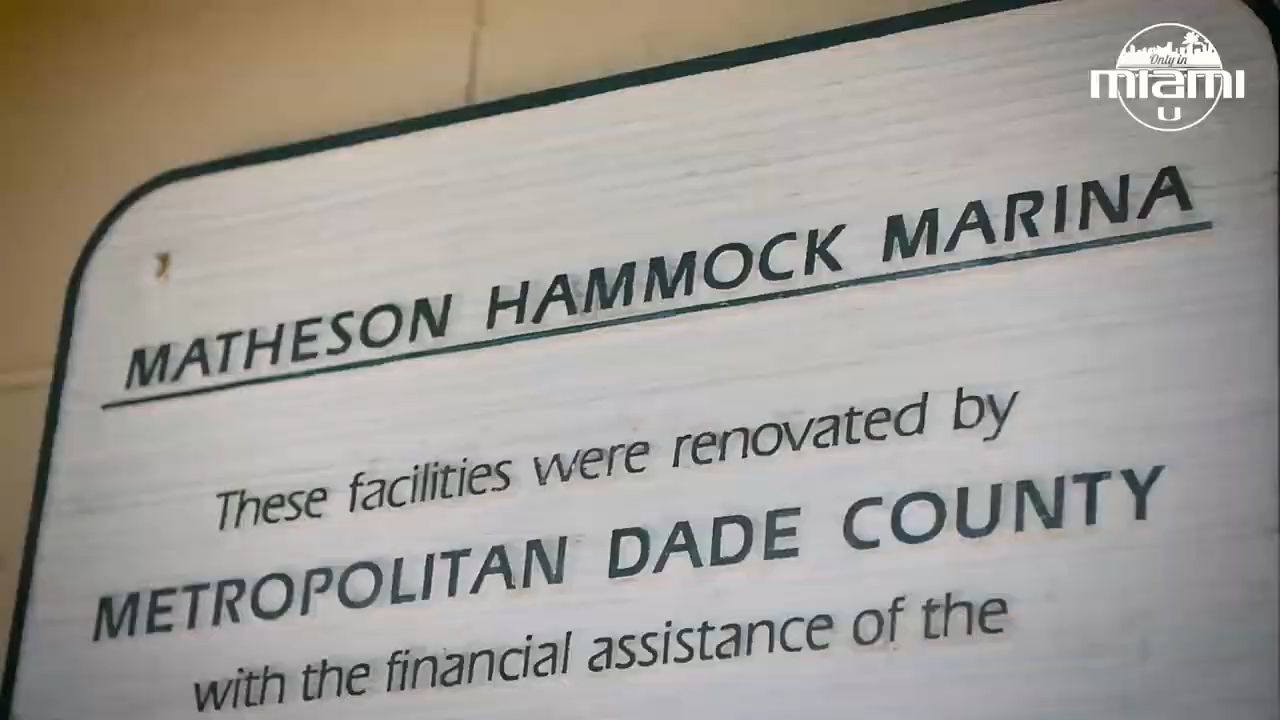 Only in
MIAMI
U
MATHESON HAMMOCK MARINA
These facilities were renovated by
METROPOLITAN DADE COUNTY
with the financial assistance of the